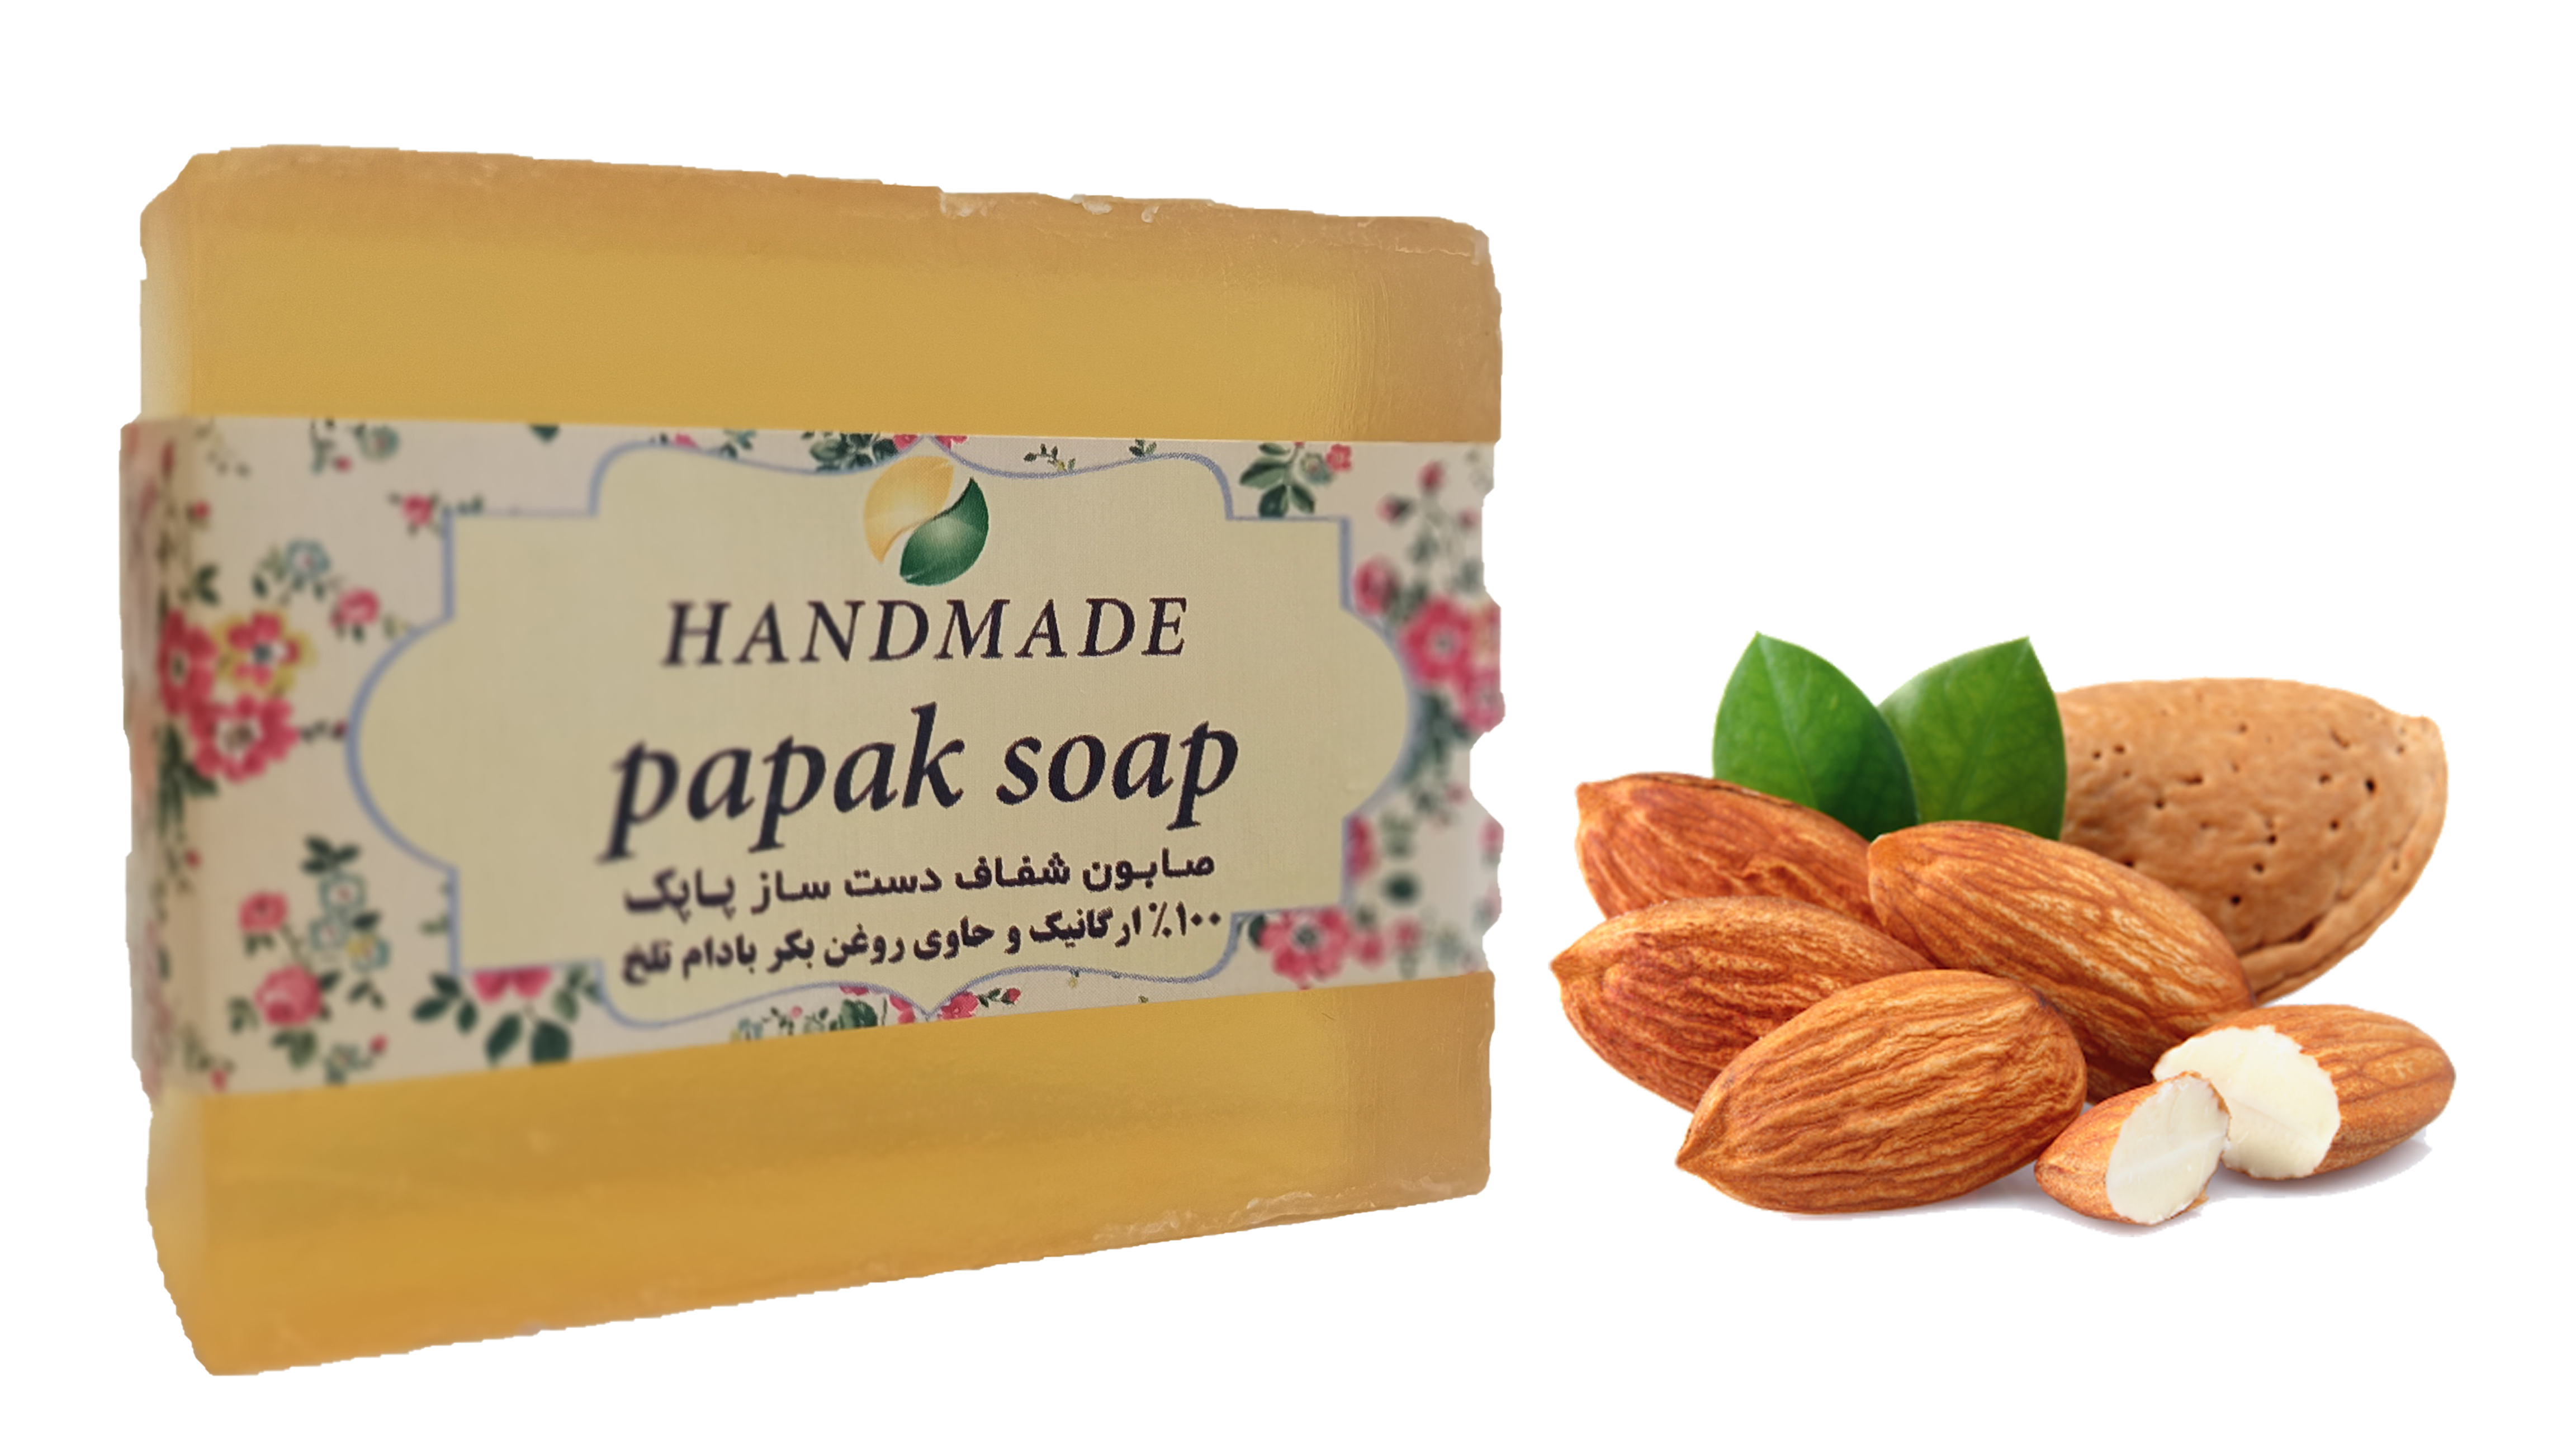 HANDMADE
papak soap
صابون شفاف دست ساز پاپک
۱۰۰٪ ارگانیک و حاوی روغن بکر بادام تلخ